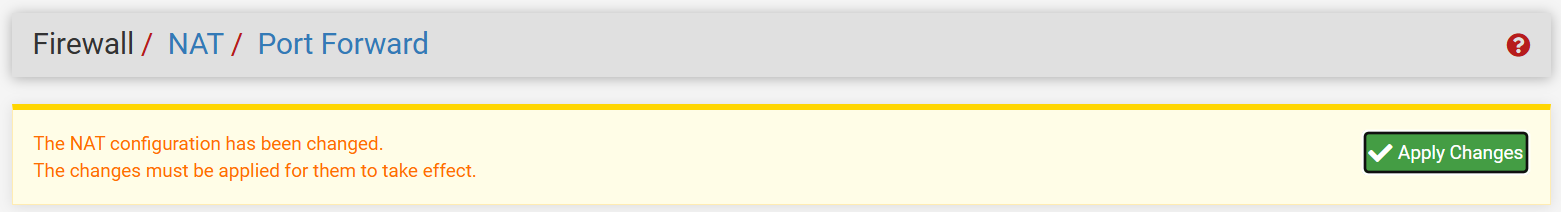 Firewall / NAT / Port Forward
The NAT configuration has been changed.
The changes must be applied for them to take effect.
Apply Changes